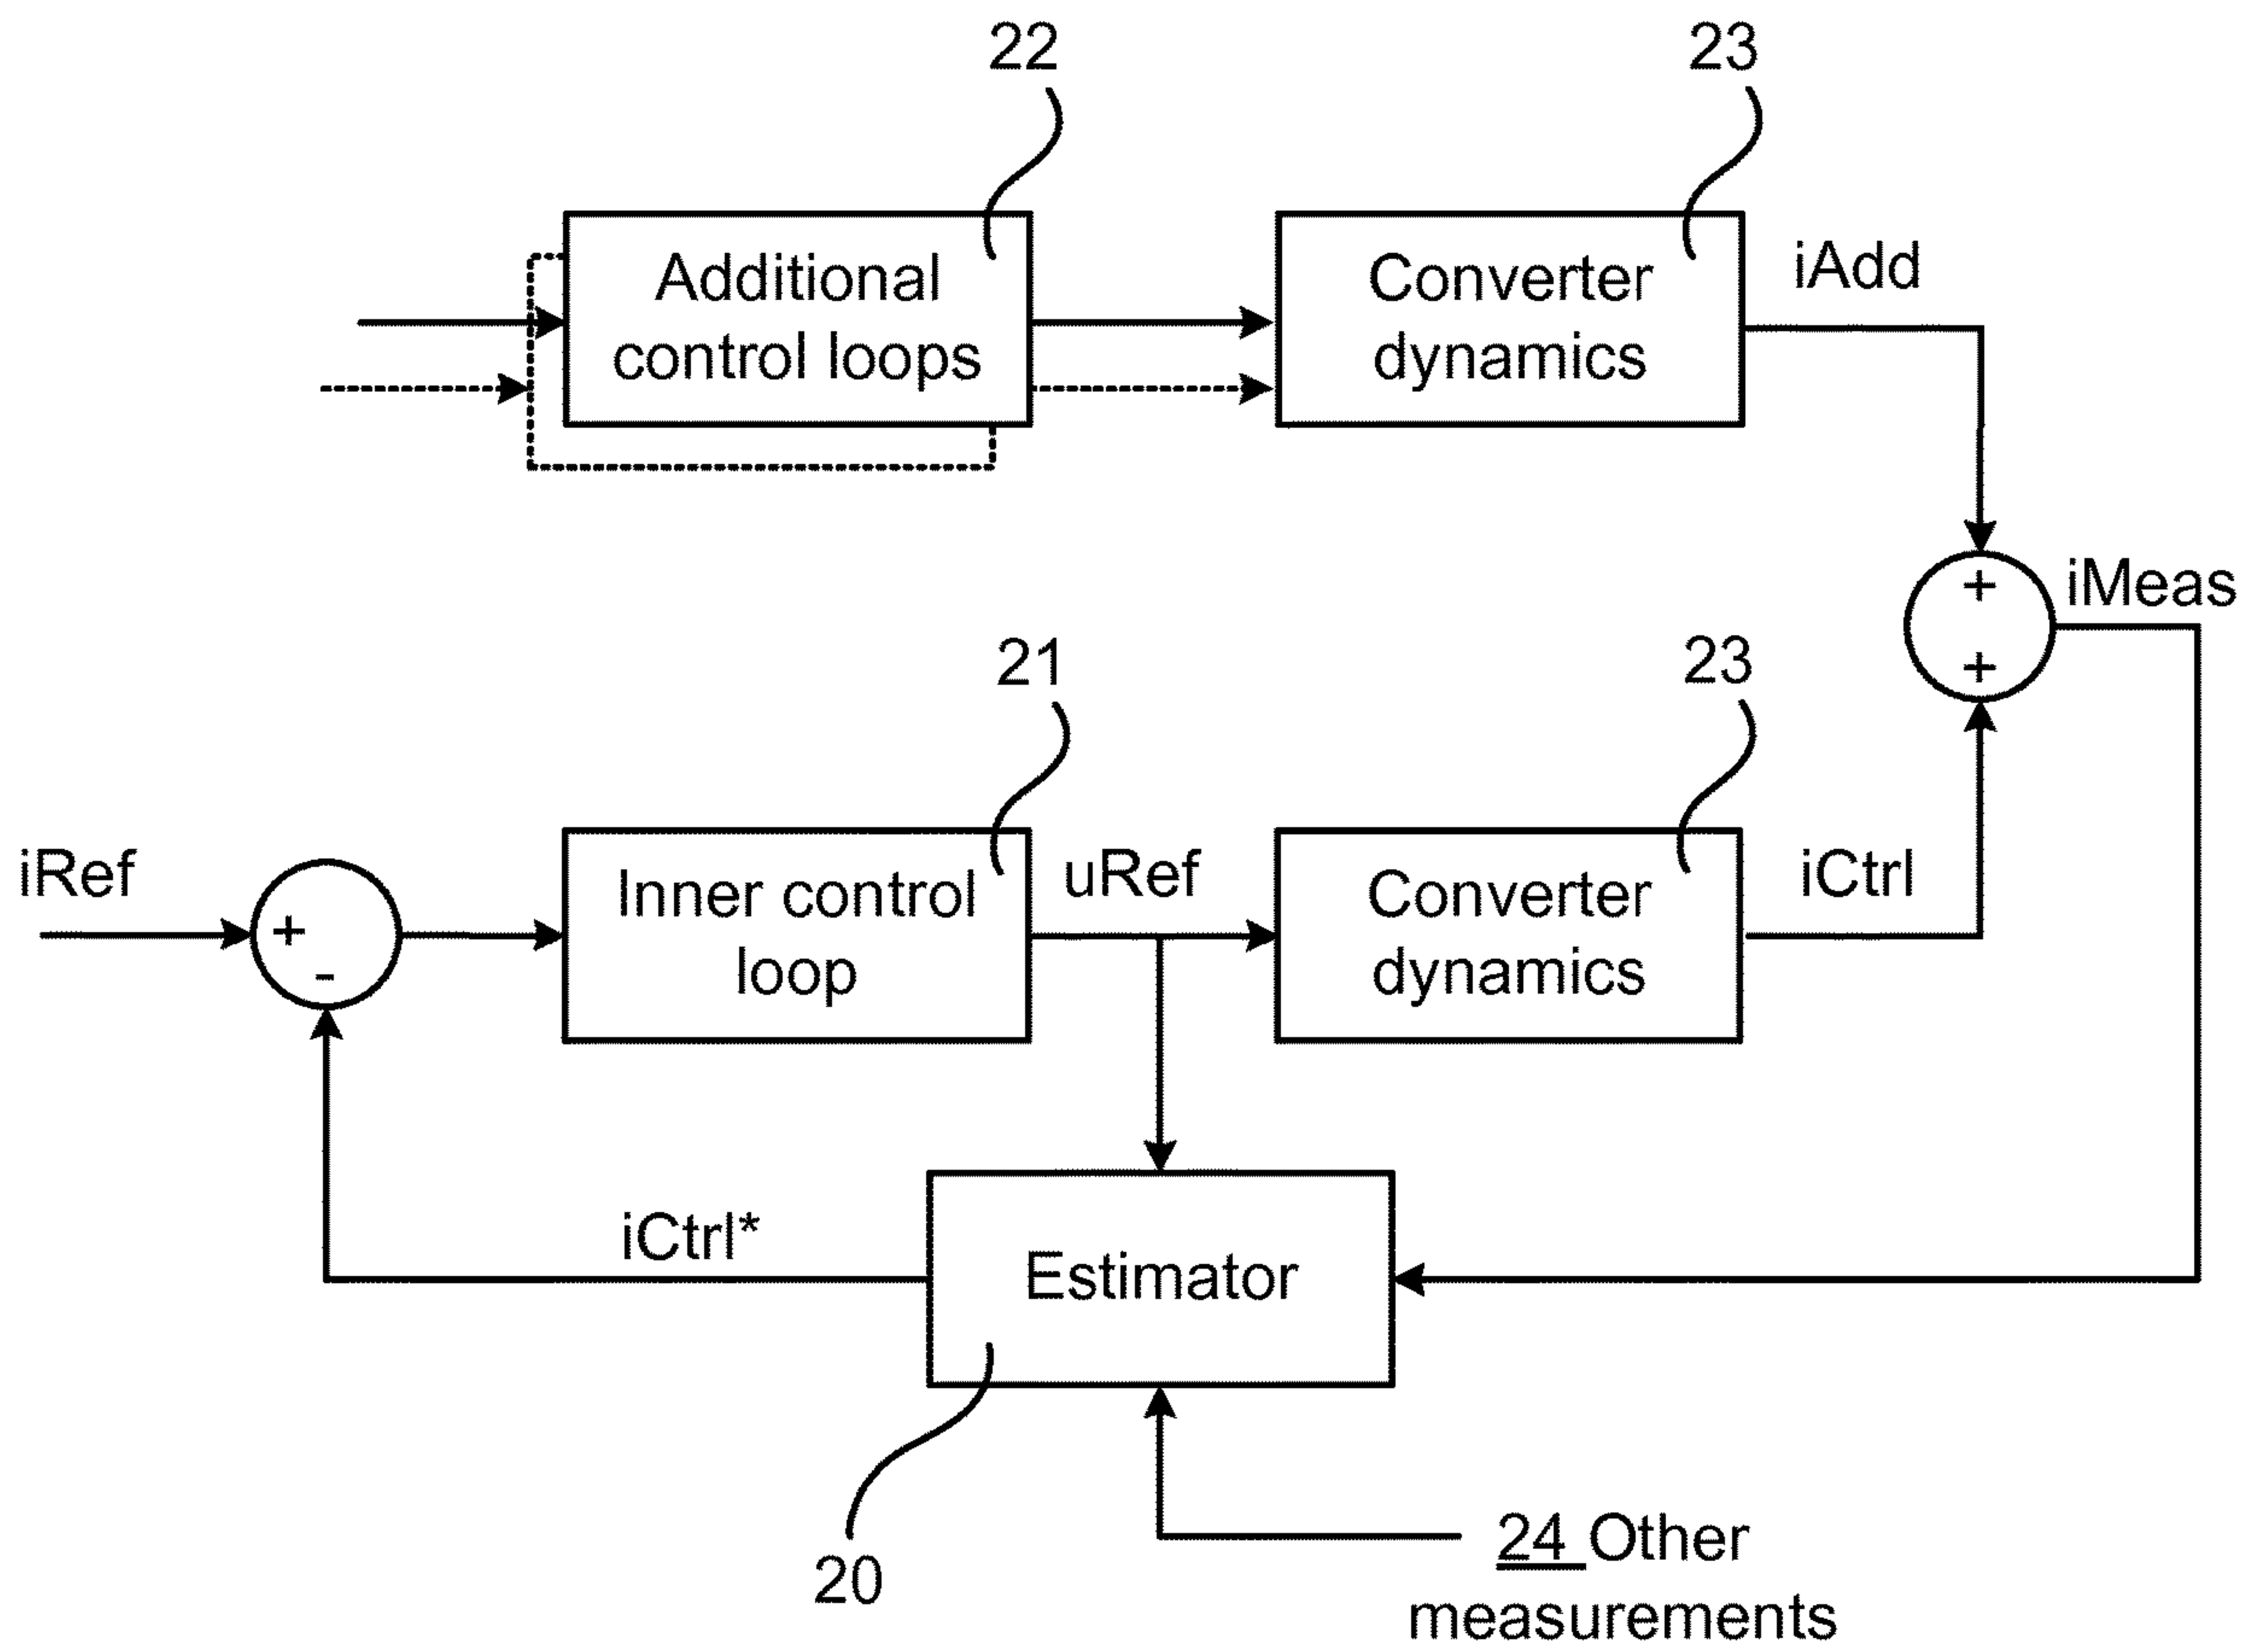 22
23
Additional
control loops
Converter
dynamics
iAdd
+
+
iMeas
21
23
iRef
+
-
Inner control
loop
uRef
Converter
dynamics
iCtrl
iCtrl*
Estimator
20
24 Other
measurements